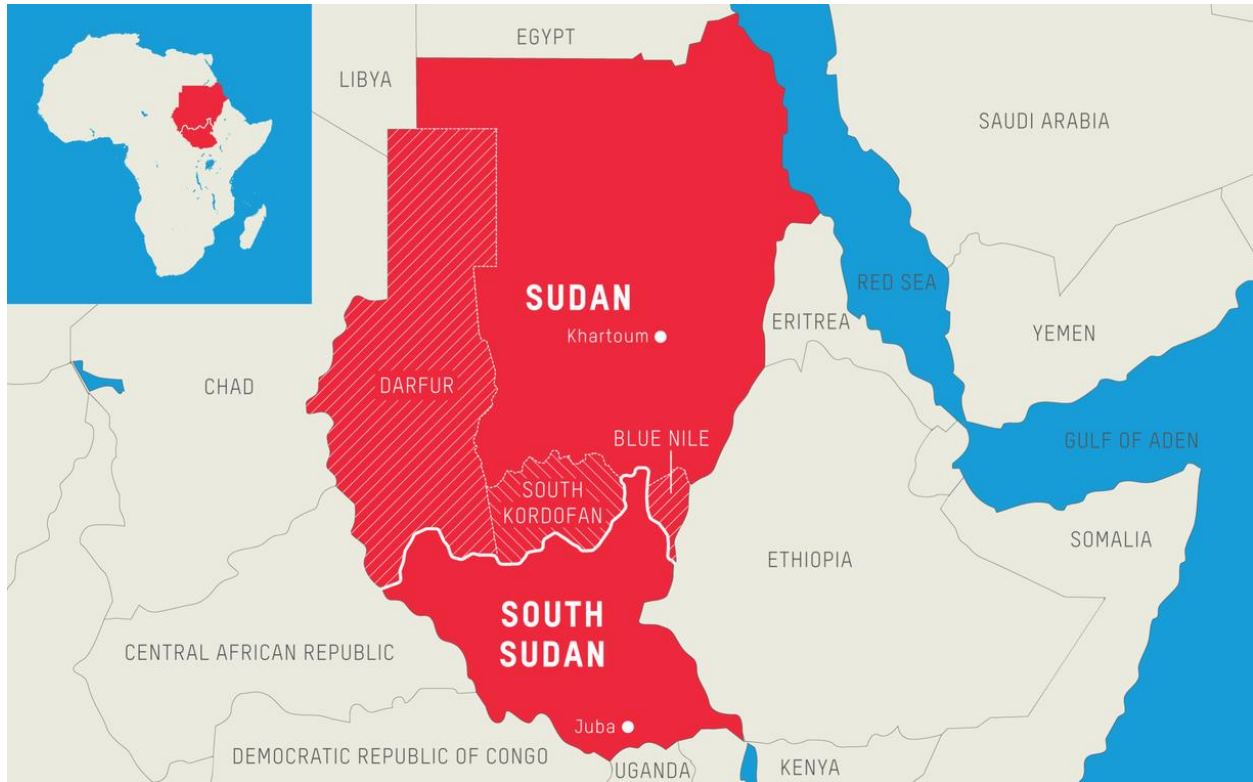 EGYPT
LIBYA
SAUDI ARABIA
SUDAN
Khartoum
RED SEA
ERITREA
YEMEN
CHAD
DARFUR
BLUE NILE
GULF OF ADEN
SOUTH
KORDOFAN
SOMALIA
ETHIOPIA
SOUTH
SUDAN
CENTRAL AFRICAN REPUBLIC
Juba
DEMOCRATIC REPUBLIC OF CONGO
UGANDA
KENYA